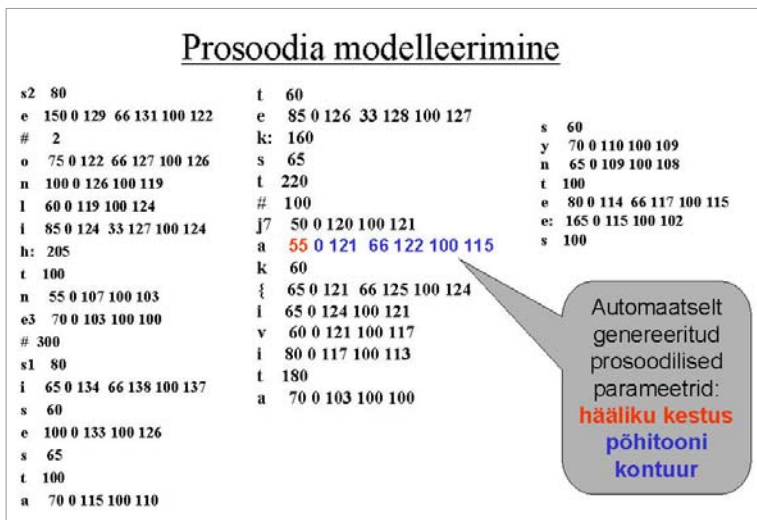 Prosoodia modelleerimine
s2 80
e 150 0 129 66 131 100 122
# 2
o 75 0 122 66 127 100 126
n 100 0 126 100 119
l 60 0 119 100 124
i 85 0 124 33 127 100 124
h: 205
t 100
n 55 0 107 100 103
e3 70 0 103 100 100
# 300
s1 80
i 65 0 134 66 138 100 137
s 60
e 100 0 133 100 126
s 65
t 100
a 70 0 115 100 110
t 60
e 85 0 126 33 128 100 127
k: 160
s 65
t 220
# 100
j7 50 0 120 100 121
a 55 0 121 66 122 100 115
k 60
{ 65 0 121 66 125 100 124
i 65 0 124 100 121
v 60 0 121 100 117
i 80 0 117 100 113
t 180
a 70 0 103 100 100
s 60
y 70 0 110 100 109
n 65 0 109 100 108
t 100
e 80 0 114 66 117 100 115
e: 165 0 115 100 102
s 100
Automaatselt
genereeritud
prosoodilised
parameetrid:
hääliku kestus
põhitooni
kontuur